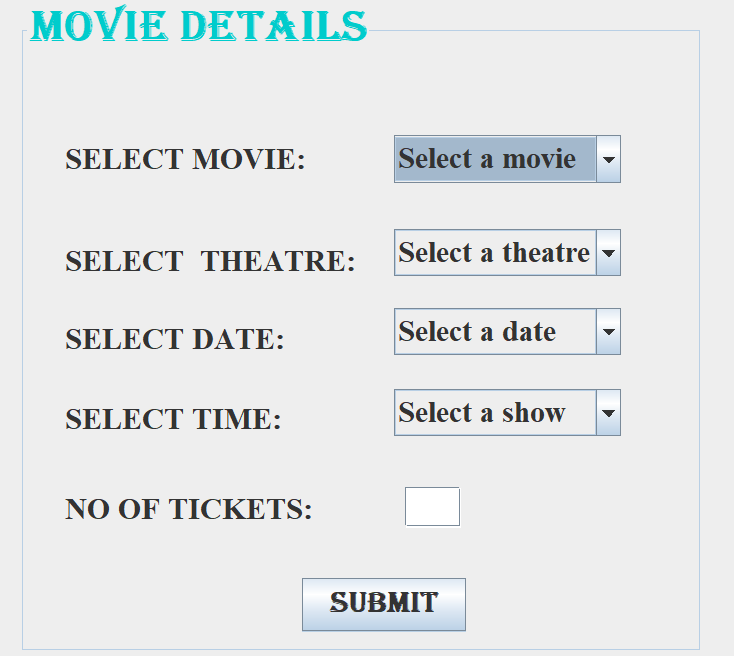 MOVIE DETAILS
SELECT MOVIE: Select a movie
SELECT THEATRE: Select a theatre
SELECT DATE: Select a date
SELECT TIME: Select a show
NO OF TICKETS:
SUBMIT